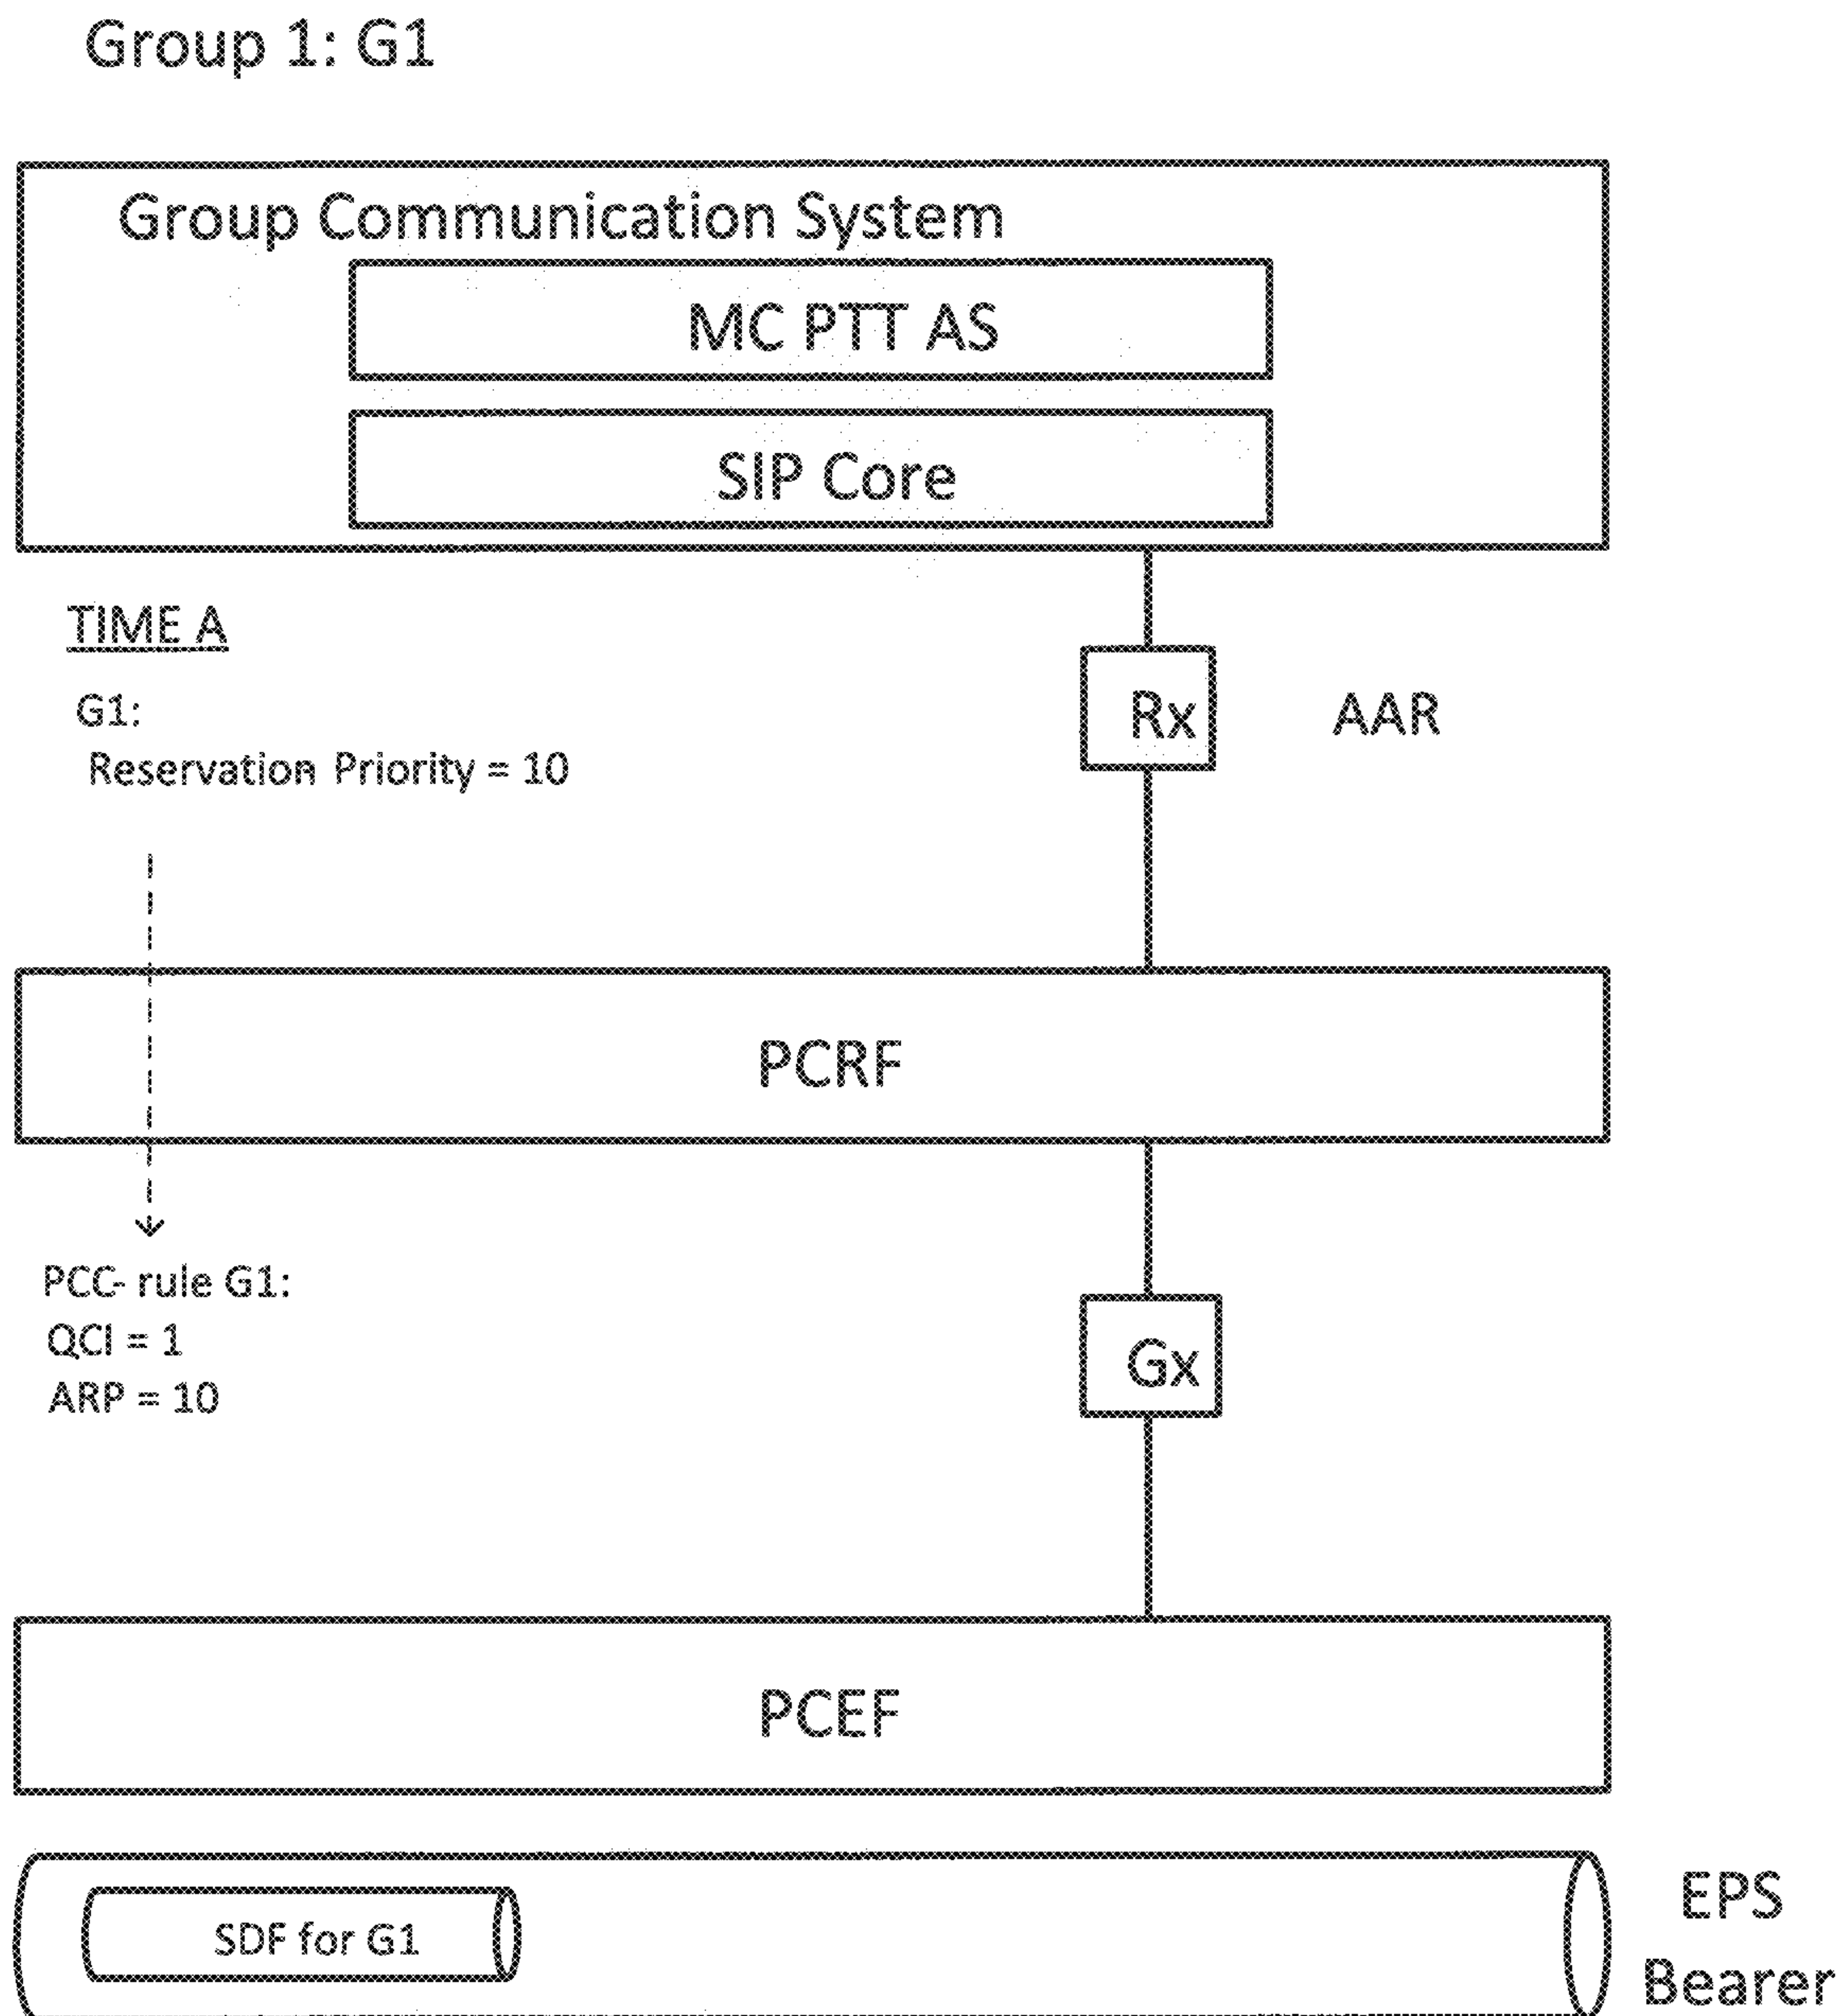 Group 1: G1
Group Communication System
MC PTT AS
SIP Core
TIME A
G1:
Reservation Priority = 10
Rx
AAR
PCRF
PCC- rule G1:
QCI = 1
ARP = 10
Gx
PCEF
SDF for G1
EPS
Bearer